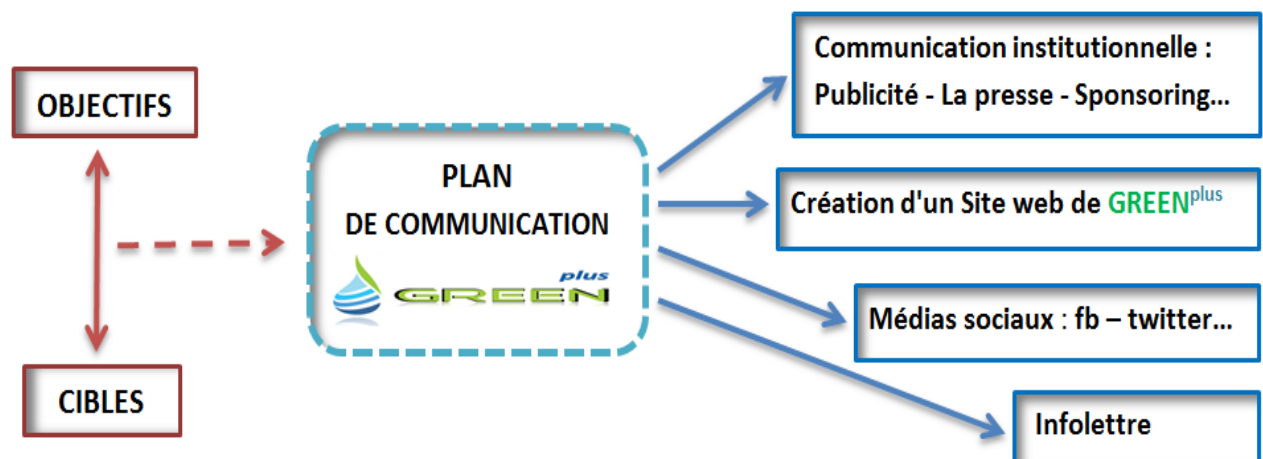 OBJECTIFS
CIBLES
PLAN
DE COMMUNICATION
plus
GREEN
Communication institutionnelle :
Publicité - La presse - Sponsoring...
Création d'un Site web de GREENplus
Médias sociaux : fb – twitter...
Infolettre